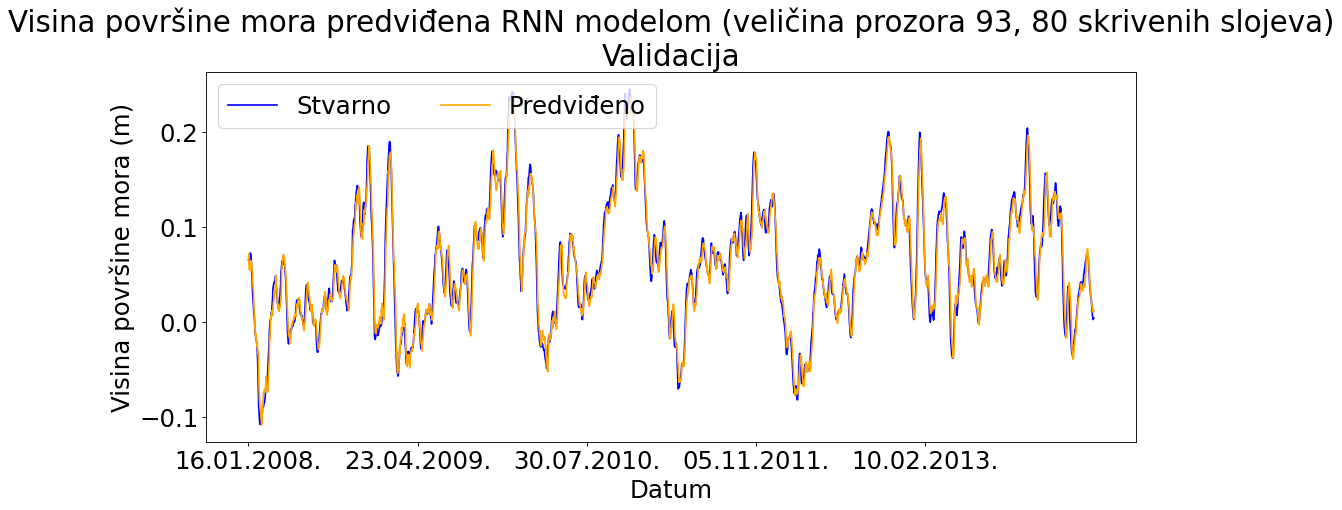 Visina površine mora predviđena RNN modelom (veličina prozora 93, 80 skrivenih slojeva)
Validacija
Stvarno Predviđeno
Visina površine mora (m)
0.2
0.1
0.0
−0.1
16.01.2008. 23.04.2009. 30.07.2010. 05.11.2011. 10.02.2013.
Datum